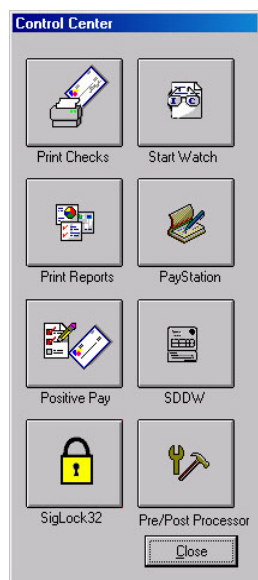 Control Center
Print Checks
Start Watch
Print Reports
PayStation
Positive Pay
SDDW
SigLock32
Pre/Post Processor
Close